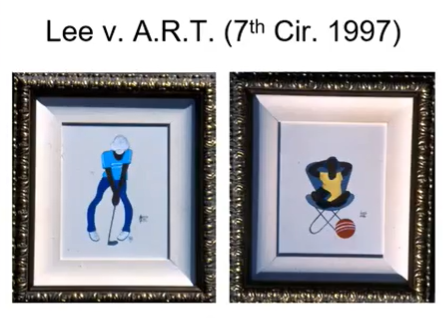 Lee v. A.R.T. (7th Cir. 1997)